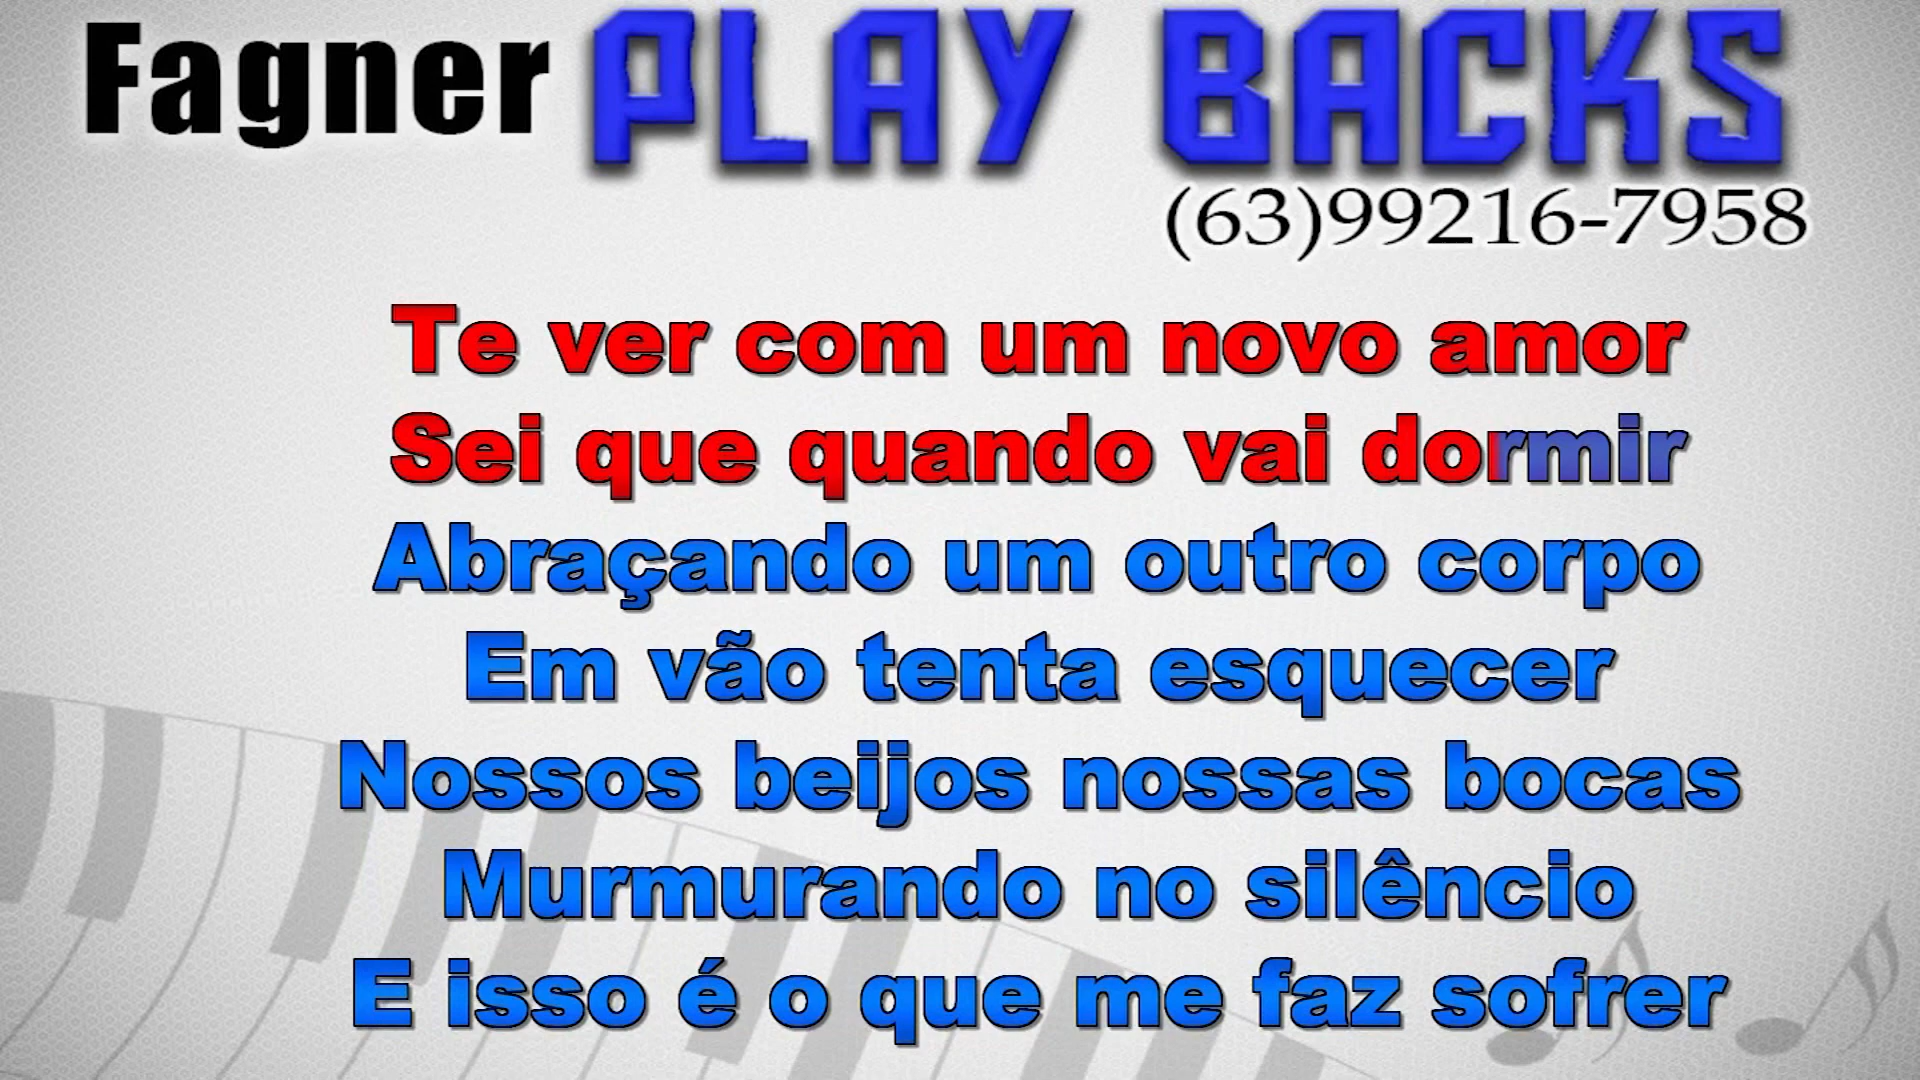 Fagner PLAY BACKS
(63)99216-7958
Te ver com um novo amor
Sei que quando vai dormir
Abraçando um outro corpo
Em vão tenta esquecer
Nossos beijos nossas bocas
Murmurando no silêncio
E isso é o que me faz sofrer